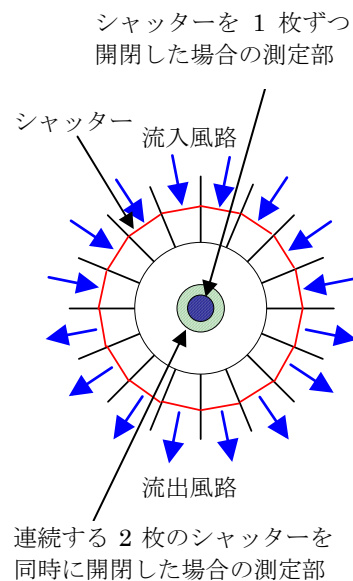 シャッターを 1 枚ずつ
開閉した場合の測定部
シャッター
流入風路
流出風路
連続する 2 枚のシャッターを
同時に開閉した場合の測定部